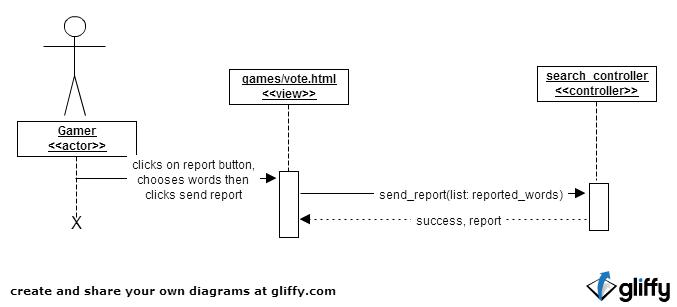 games/vote.html
<<view>>
search_controller
<<controller>>
Gamer
<<actor>>
clicks on report button,
chooses words then
clicks send report
send_report(list: reported_words)
success, report
X
create and share your own diagrams at gliffy.com
gliffy